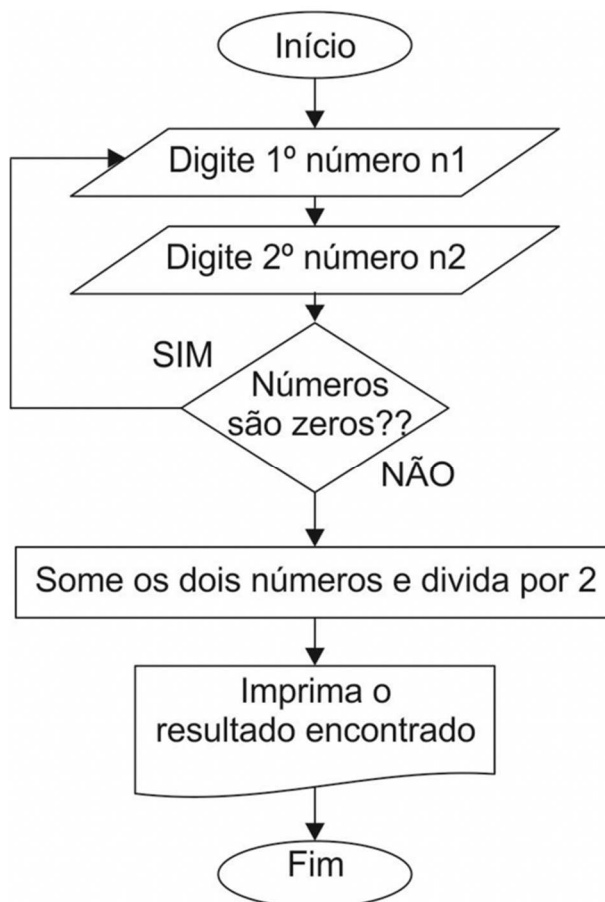 Início
Digite 1º número n1
Digite 2º número n2
SIM
Números
são zeros??
NÃO
Some os dois números e divida por 2
Imprima o
resultado encontrado
Fim